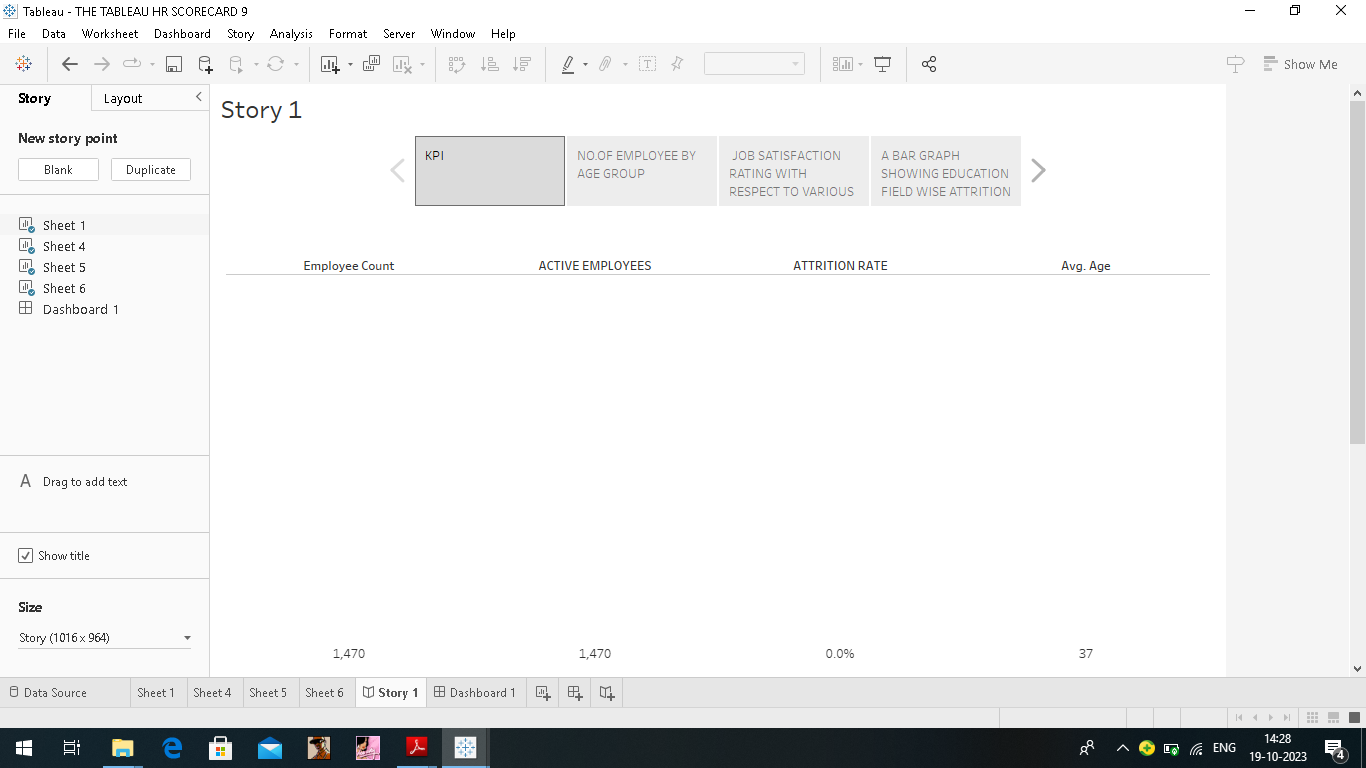 Tableau - THE TABLEAU HR SCORECARD 9
File Data Worksheet Dashboard Story Analysis Format Server Window Help
Show Me
Story Layout
New story point
Blank Duplicate
Sheet 1
Sheet 4
Sheet 5
Sheet 6
Dashboard 1
A Drag to add text
Show title
Size
Story (1016 x 964)
Story 1
KPI
NO.OF EMPLOYEE BY
AGE GROUP
JOB SATISFACTION
RATING WITH
RESPECT TO VARIOUS
A BAR GRAPH
SHOWING EDUCATION
FIELD WISE ATTRITION
Employee Count ACTIVE EMPLOYEES ATTRITION RATE Avg. Age
1,470 1,470 0.0% 37
Data Source Sheet 1 Sheet 4 Sheet 5 Sheet 6 Story 1 Dashboard 1
ENG
14:28
19-10-2023
4